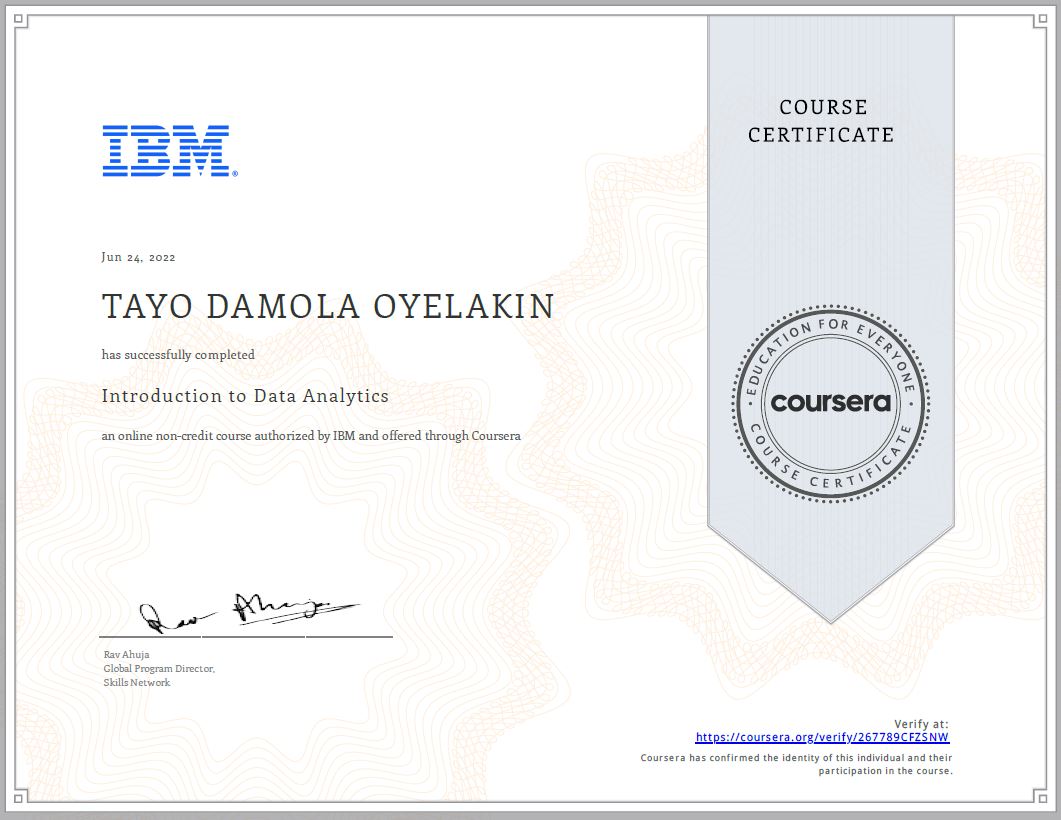 COURSE
CERTIFICATE
IBM®
Jun 24, 2022
TAYO DAMOLA OYELAKIN
has successfully completed
Introduction to Data Analytics
an online non-credit course authorized by IBM and offered through Coursera
EDUCATION FOR EVERYONE
coursera
COURSE CERTIFICATE
Rav Ahuja
Rav Ahuja
Global Program Director,
Skills Network
Verify at:
https://coursera.org/verify/267789CFZSNW
Coursera has confirmed the identity of this individual and their
participation in the course.